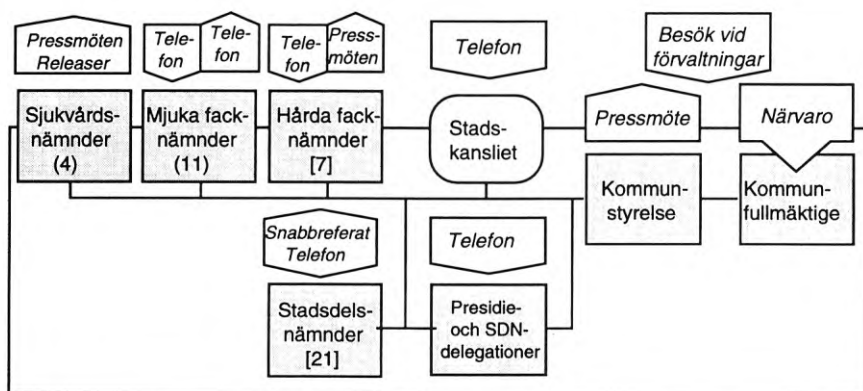 Pressmöten
Releaser
Tele-
fon
Tele-
fon
Tele-
fon
Press-
möten
Telefon
Besök vid
förvaltningar
Sjukvårds-
nämnder
(4)
Mjuka fack-
nämnder
(11)
Hårda fack-
nämnder
[7]
Stads-
kansliet
Pressmöte
Närvaro
Kommun-
styrelse
Kommun-
fullmäktige
Snabbreferat
Telefon
Telefon
Stadsdels-
nämnder
[21]
Presidie-
och SDN-
delegationer